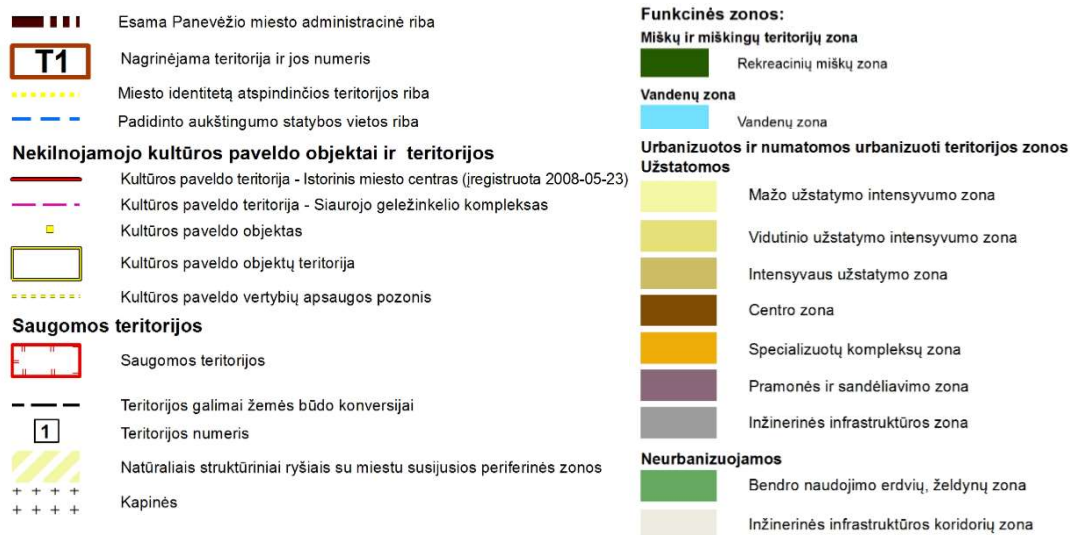 Esama Panevėžio miesto administracinė riba
T1 Nagrinėjama teritorija ir jos numeris
Miesto identitetą atspindinčios teritorijos riba
Padidinto aukštingumo statybos vietos riba
Nekilnojamojo kultūros paveldo objektai ir teritorijos
Kultūros paveldo teritorija - Istorinis miesto centras (įregistruota 2008-05-23)
Kultūros paveldo teritorija - Siaurojo geležinkelio kompleksas
Kultūros paveldo objektas
Kultūros paveldo objektų teritorija
Kultūros paveldo vertybių apsaugos pozonis
Saugomos teritorijos
Saugomos teritorijos
Teritorijos galimai žemės būdo konversijai
1 Teritorijos numeris
Natūraliais struktūriniai ryšiais su miestu susijusios periferinės zonos
Kapinės
Funkcinės zonos:
Miškų ir miškingų teritorijų zona
Rekreacinių miškų zona
Vandenų zona
Vandenų zona
Urbanizuotos ir numatomos urbanizuoti teritorijos zonos
Užstatomos
Mažo užstatymo intensyvumo zona
Vidutinio užstatymo intensyvumo zona
Intensyvaus užstatymo zona
Centro zona
Specializuotų kompleksų zona
Pramonės ir sandėliavimo zona
Inžinerinės infrastruktūros zona
Neurbanizuojamos
Bendro naudojimo erdvių, želdynų zona
Inžinerinės infrastruktūros koridorių zona